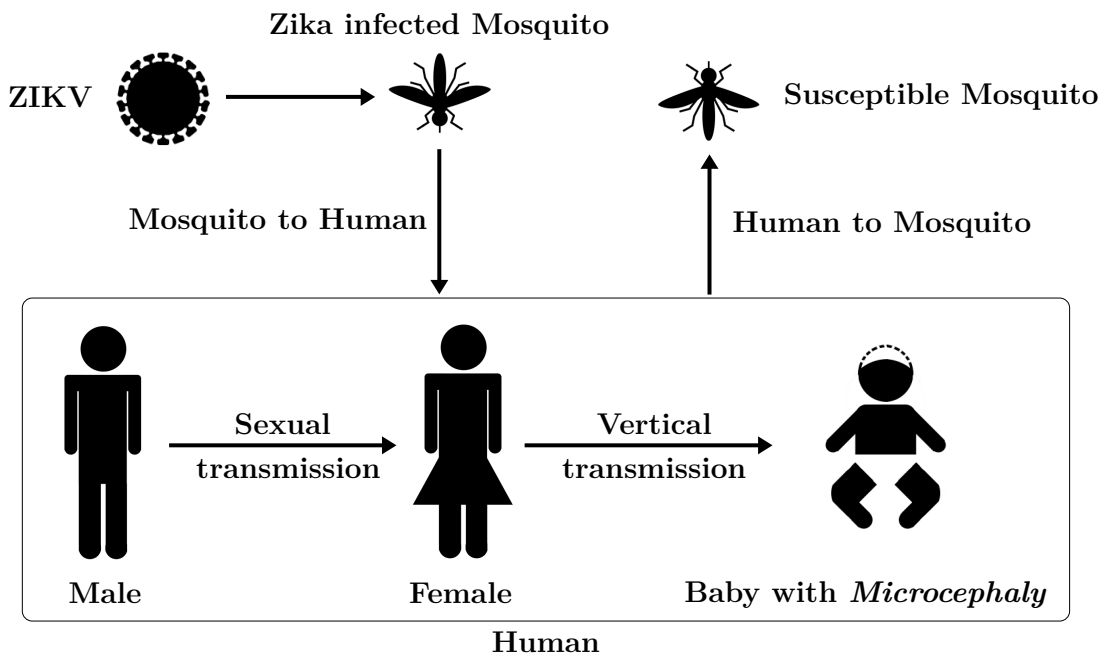 Zika infected Mosquito
ZIKV
Susceptible Mosquito
Mosquito to Human
Human to Mosquito
Sexual
transmission
Vertical
transmission
Male
Female
Baby with Microcephaly
Human